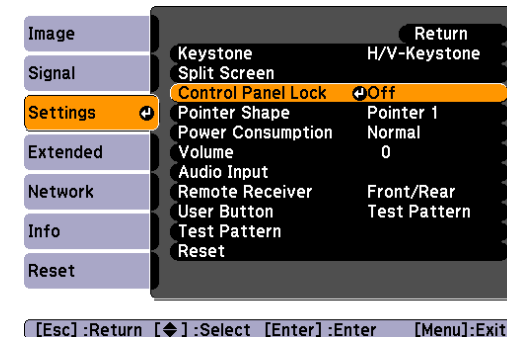 Image
Signal
Settings
Extended
Network
Info
Reset
Return
Keystone H/V-Keystone
Split Screen
Control Panel Lock Off
Pointer Shape Pointer 1
Power Consumption Normal
Volume 0
Audio Input
Remote Receiver Front/Rear
User Button Test Pattern
Test Pattern
Reset
[Esc] :Return [◆] :Select [Enter] :Enter [Menu]:Exit